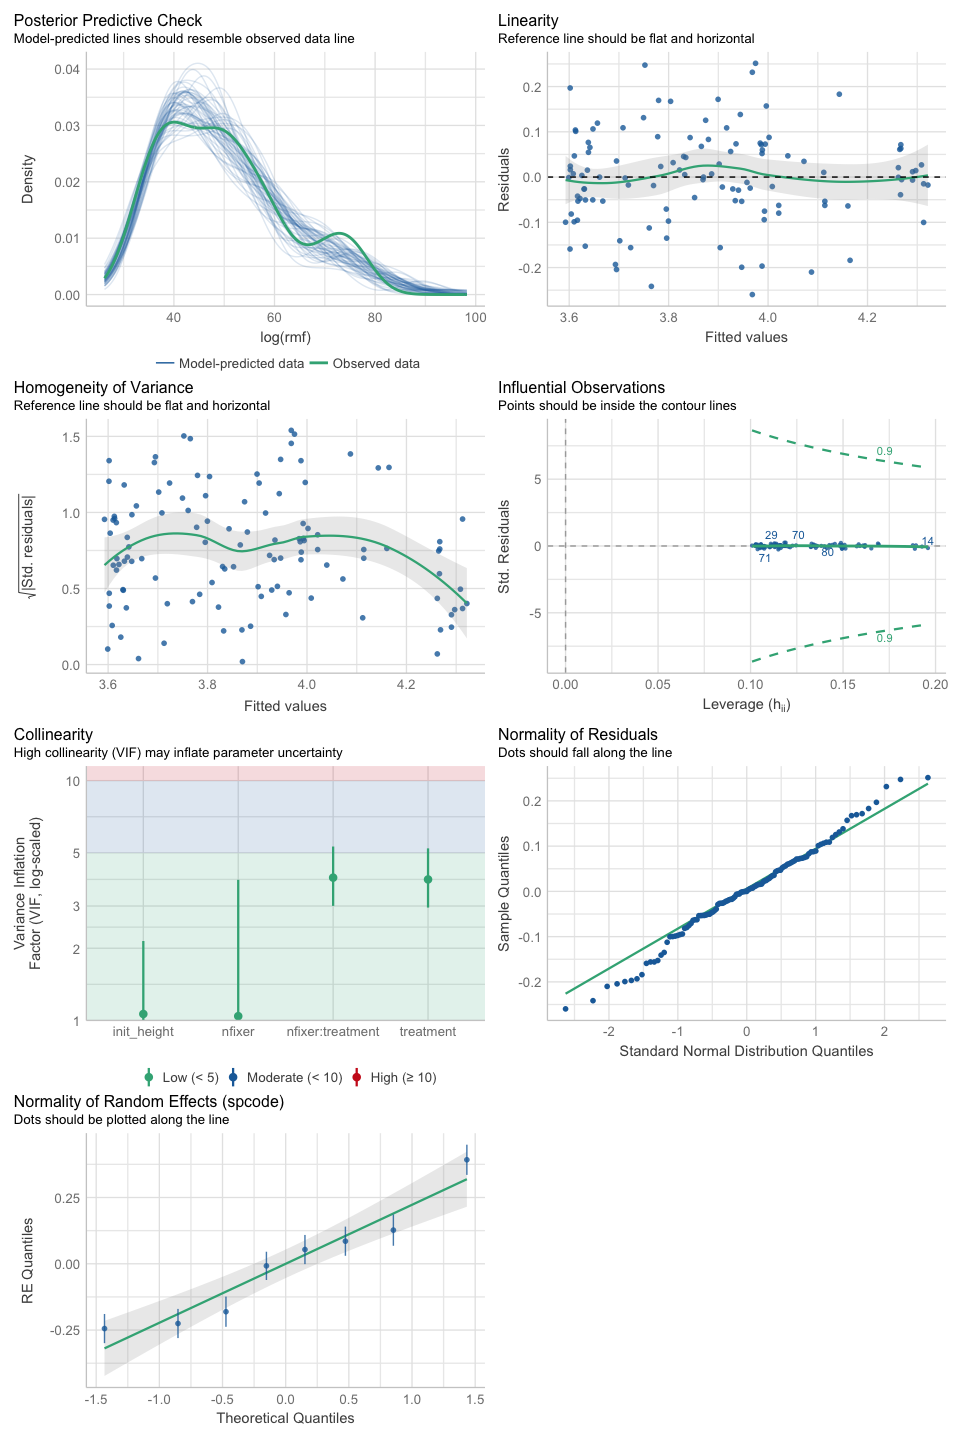 Posterior Predictive Check
Model-predicted lines should resemble observed data line
Density
0.04
0.03
0.02
0.01
0.00
40 60 80 100
log(rmf)
Model-predicted data Observed data
Linearity
Reference line should be flat and horizontal
Residuals
0.2
0.1
0.0
-0.1
-0.2
3.6 3.8 4.0 4.2
Fitted values
Homogeneity of Variance
Reference line should be flat and horizontal
√|Std. residuals|
1.5
1.0
0.5
0.0
3.6 3.8 4.0 4.2
Fitted values
Influential Observations
Points should be inside the contour lines
Std. Residuals
5
0
-5
0.9
29 70
14
71
80
0.9
0.00 0.05 0.10 0.15 0.20
Leverage (hii)
Collinearity
High collinearity (VIF) may inflate parameter uncertainty
Variance Inflation
Factor (VIF, log-scaled)
10
5
3
2
1
init_height nfixer nfixer:treatment treatment
Low (< 5) Moderate (< 10) High (≥ 10)
Normality of Residuals
Dots should fall along the line
Sample Quantiles
0.2
0.1
0.0
-0.1
-0.2
-2 -1 0 1 2
Standard Normal Distribution Quantiles
Normality of Random Effects (spcode)
Dots should be plotted along the line
RE Quantiles
0.25
0.00
-0.25
-1.5 -1.0 -0.5 0.0 0.5 1.0 1.5
Theoretical Quantiles